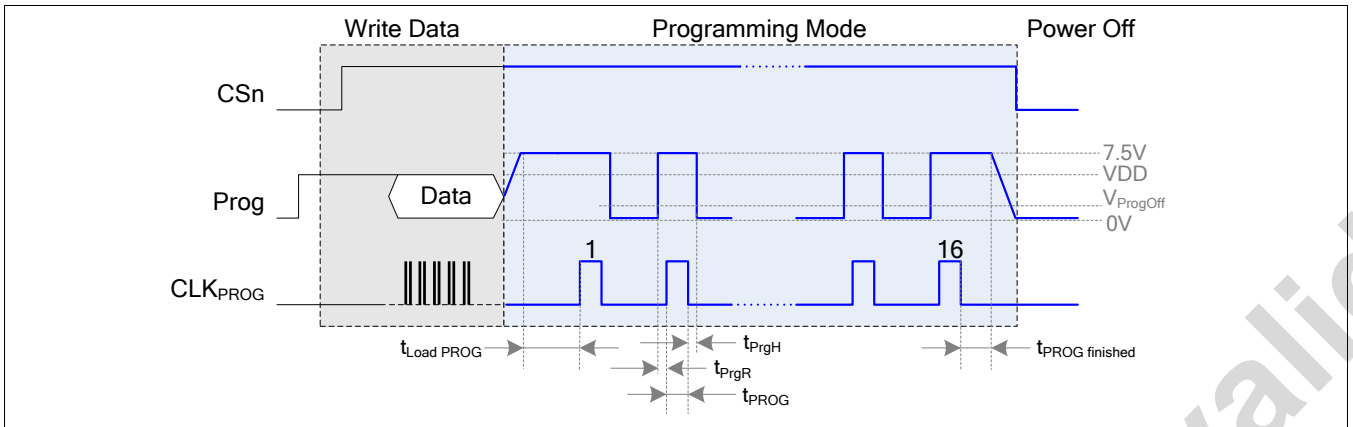 Write Data Programming Mode Power Off
CSn
7.5V
VDD
Prog Data
VProgOff
0V
1 16
CLKPROG
tLoad PROG tPrgH tPROG finished
tPrgR
tPROG